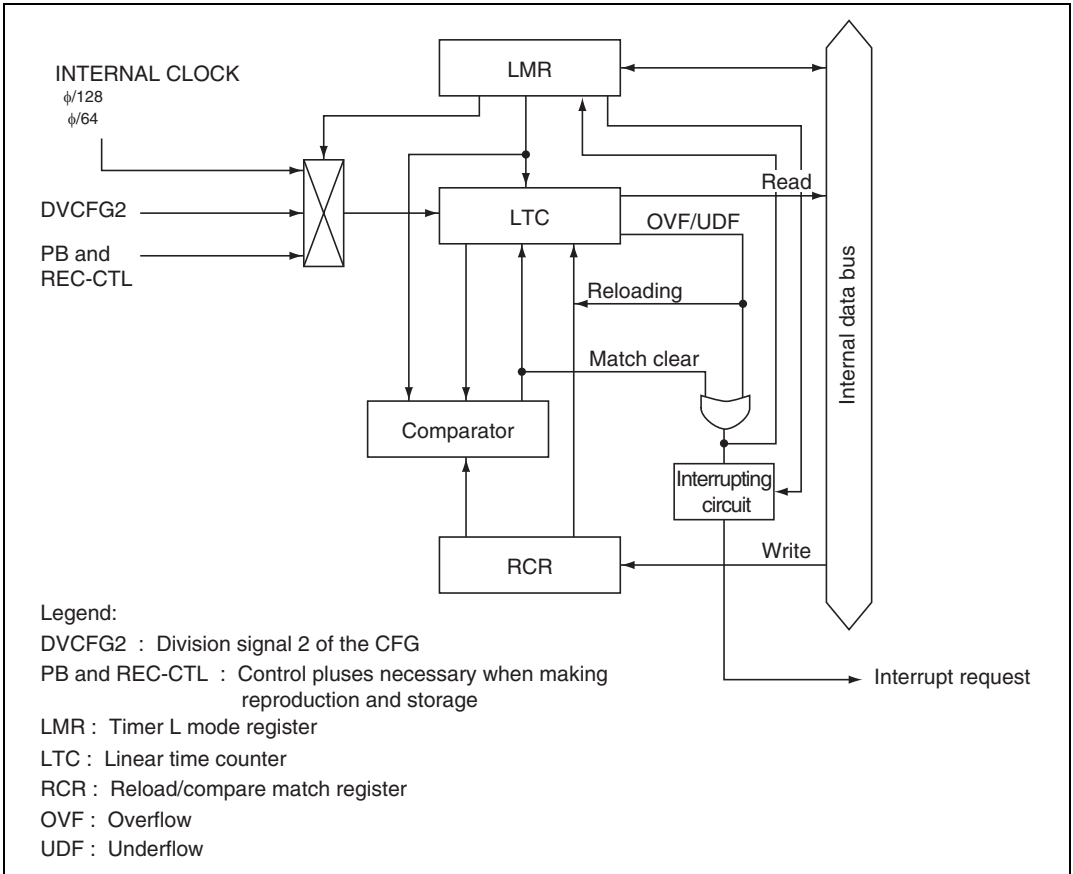 INTERNAL CLOCK
ϕ/128
ϕ/64
DVCFG2
PB and
REC-CTL
LMR
LTC
Read
OVF/UDF
Reloading
Match clear
Comparator
Interrupting
circuit
RCR
Write
Internal data bus
Interrupt request
Legend:
DVCFG2 : Division signal 2 of the CFG
PB and REC-CTL : Control pluses necessary when making
reproduction and storage
LMR : Timer L mode register
LTC : Linear time counter
RCR : Reload/compare match register
OVF : Overflow
UDF : Underflow